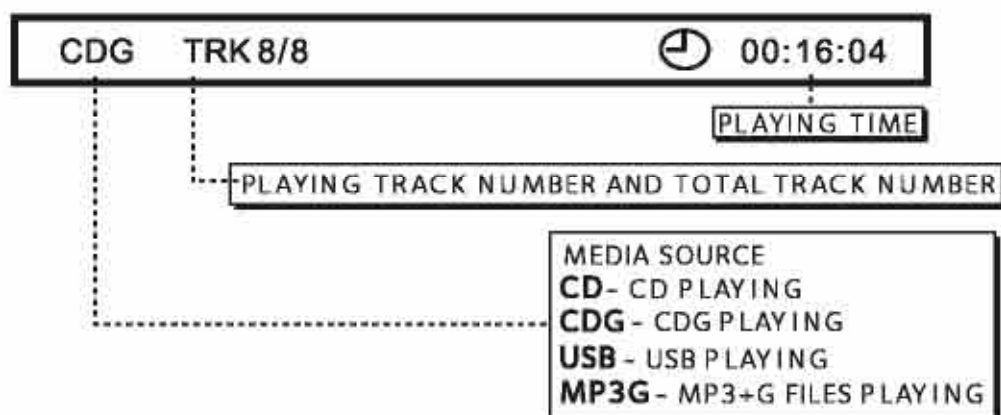 CDG TRK 8/8 00:16:04
PLAYING TIME
PLAYING TRACK NUMBER AND TOTAL TRACK NUMBER
MEDIA SOURCE
CD - CD PLAYING
CDG - CDG PLAYING
USB - USB PLAYING
MP3G - MP3+G FILES PLAYING